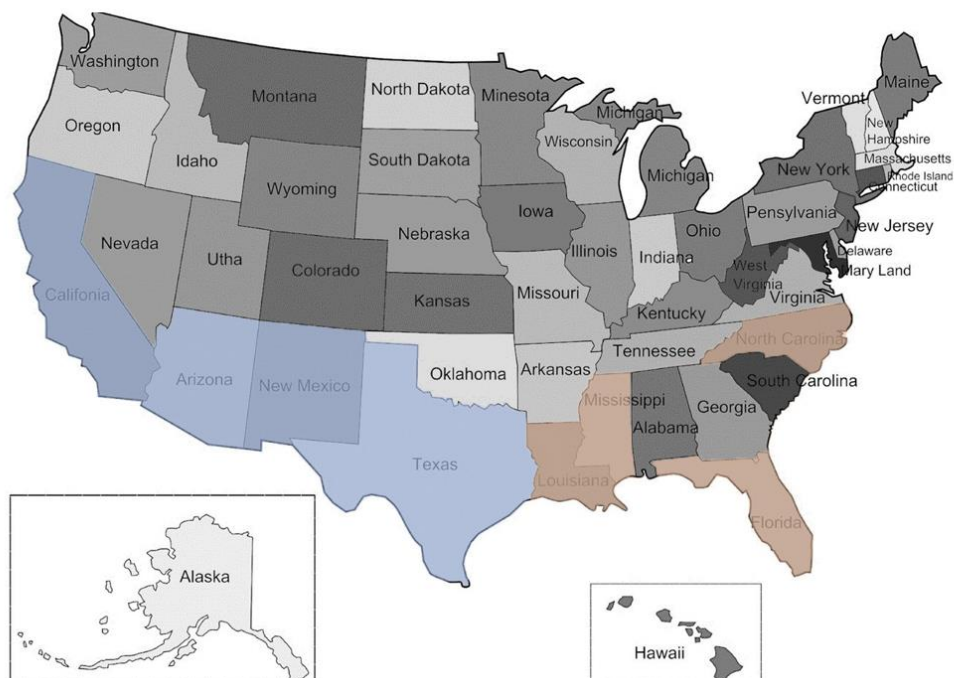 Washington
Montana
North Dakota
Minesota
Michigan
Maine
Vermont
New
Hampshire
Oregon
Idaho
Wisconsin
South Dakota
Massachusetts
Rhode Island
Connecticut
New York
Michigan
Wyoming
Iowa
Pensylvania
New Jersey
Nebraska
Nevada
Utha
Illinois
Indiana
Ohio
Delaware
Mary Land
West
Virginia
Colorado
Califonia
Kansas
Missouri
Virginia
Kentucky
North Carolina
Tennessee
Arizona
New Mexico
Oklahoma
Arkansas
South Carolina
Mississippi
Georgia
Alabama
Texas
Louisiana
Florida
Alaska
Hawaii